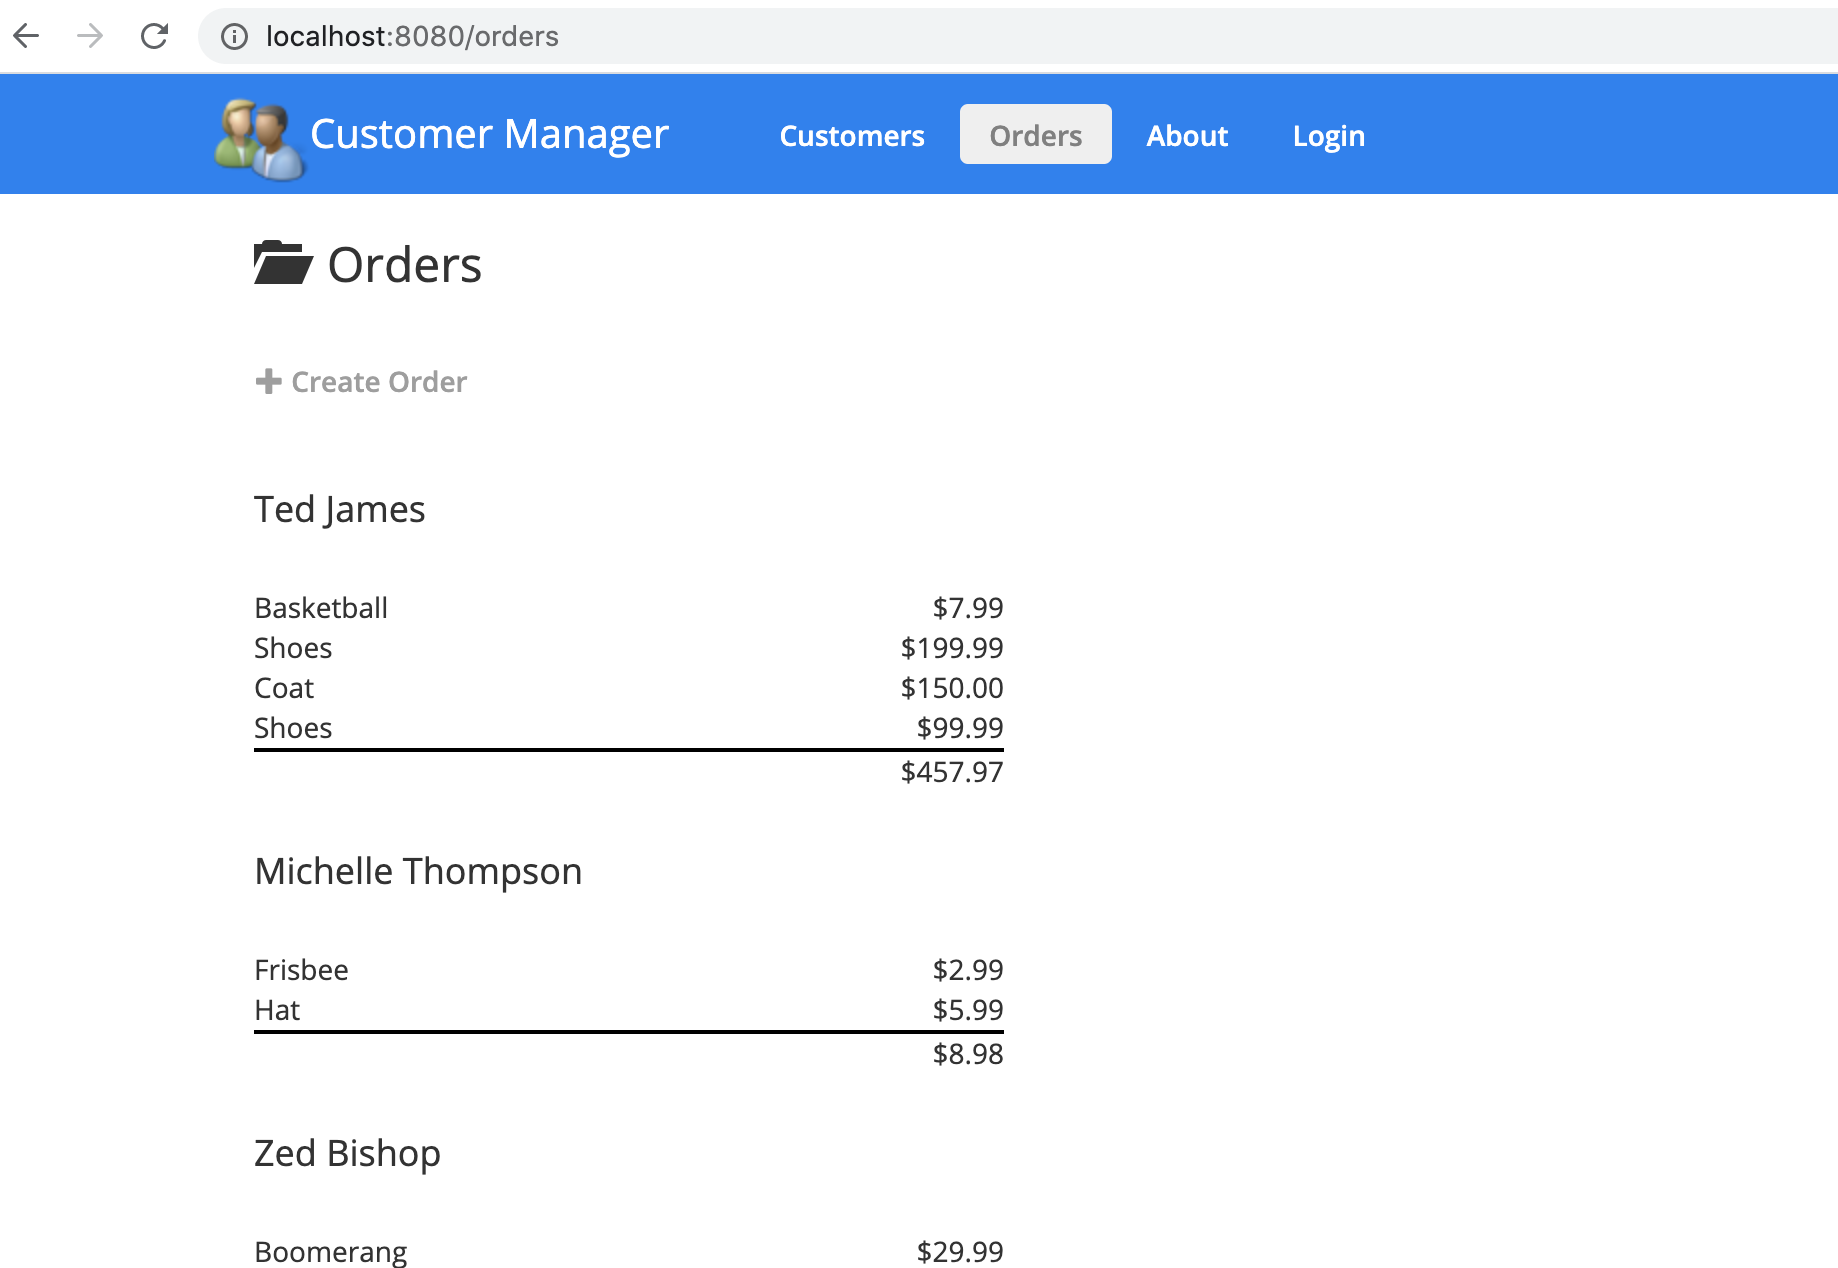 localhost:8080/orders
Customer Manager Customers Orders About Login
Orders
Create Order
Ted James
Basketball $7.99
Shoes $199.99
Coat $150.00
Shoes $99.99
$457.97
Michelle Thompson
Frisbee $2.99
Hat $5.99
$8.98
Zed Bishop
Boomerang $29.99